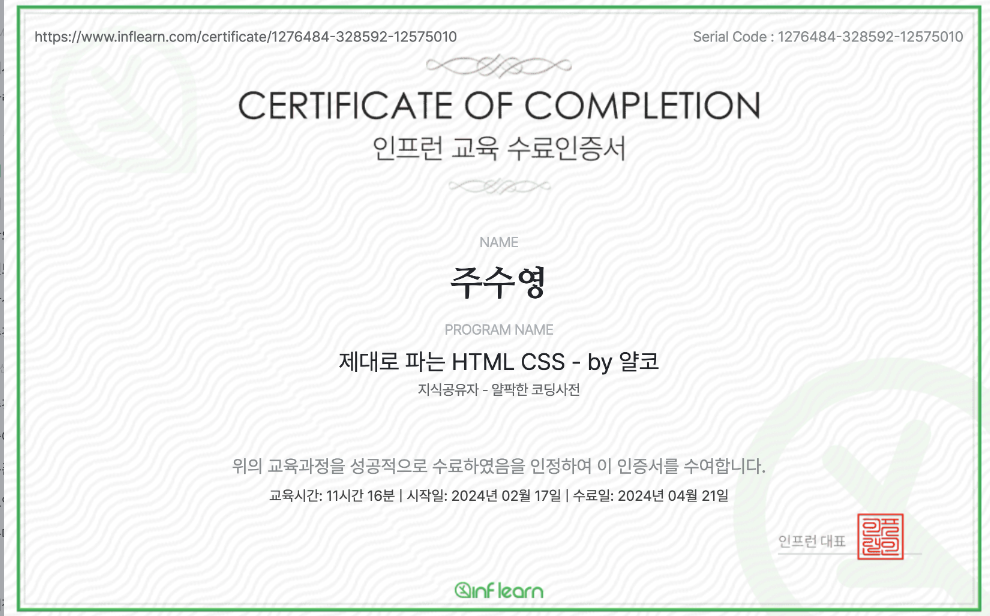 https://www.inflearn.com/certificate/1276484-328592-12575010
Serial Code : 1276484-328592-12575010
CERTIFICATE OF COMPLETION
인프런 교육 수료인증서
NAME
주수영
PROGRAM NAME
제대로 파는 HTML CSS - by 얄코
지식공유자 - 얄팍한 코딩사전
위의 교육과정을 성공적으로 수료하였음을 인정하여 이 인증서를 수여합니다.
교육시간: 11시간 16분 | 시작일: 2024년 02월 17일 | 수료일: 2024년 04월 21일
인프런 대표
inflearn